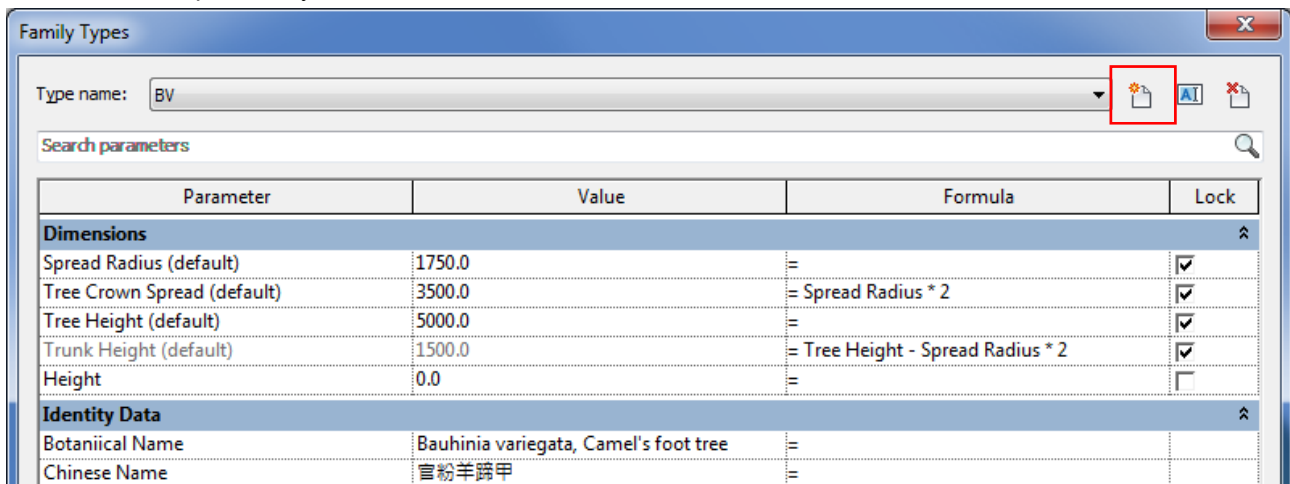 Family Types
Type name: BV
AI
Search parameters
Parameter Value Formula Lock
Dimensions
Spread Radius (default) 1750.0 =
Tree Crown Spread (default) 3500.0 = Spread Radius * 2
Tree Height (default) 5000.0 =
Trunk Height (default) 1500.0 = Tree Height - Spread Radius * 2
Height 0.0 =
Identity Data
Botaniical Name Bauhinia variegata, Camel's foot tree =
Chinese Name 宮粉羊蹄甲 =